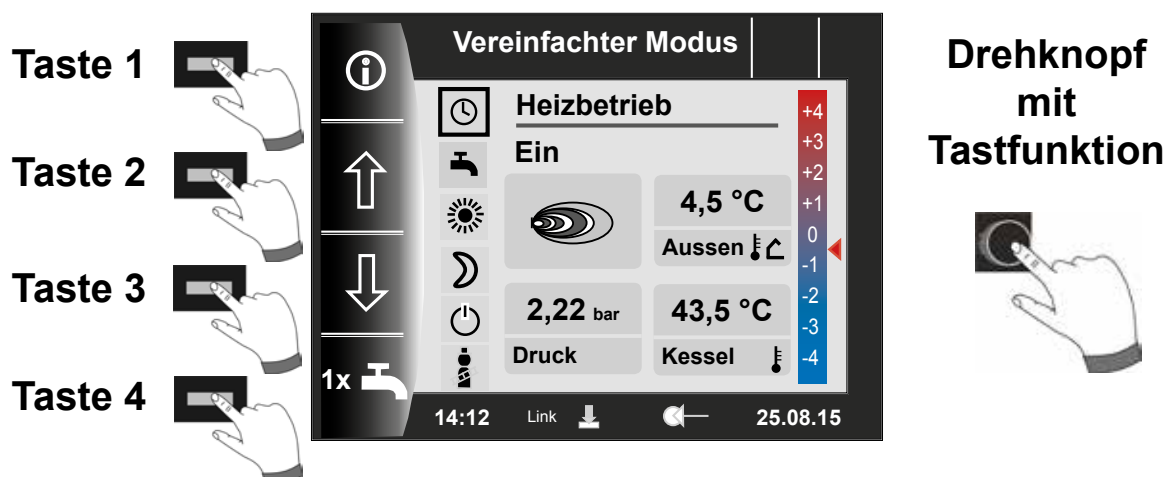 Taste 1
Taste 2
Taste 3
Taste 4
Vereinfachter Modus
Heizbetrieb
Ein
4,5 °C
Aussen
2,22 bar
Druck
43,5 °C
Kessel
+4
+3
+2
+1
0
-1
-2
-3
-4
1x
14:12
Link
25.08.15
Drehknopf
mit
Tastfunktion